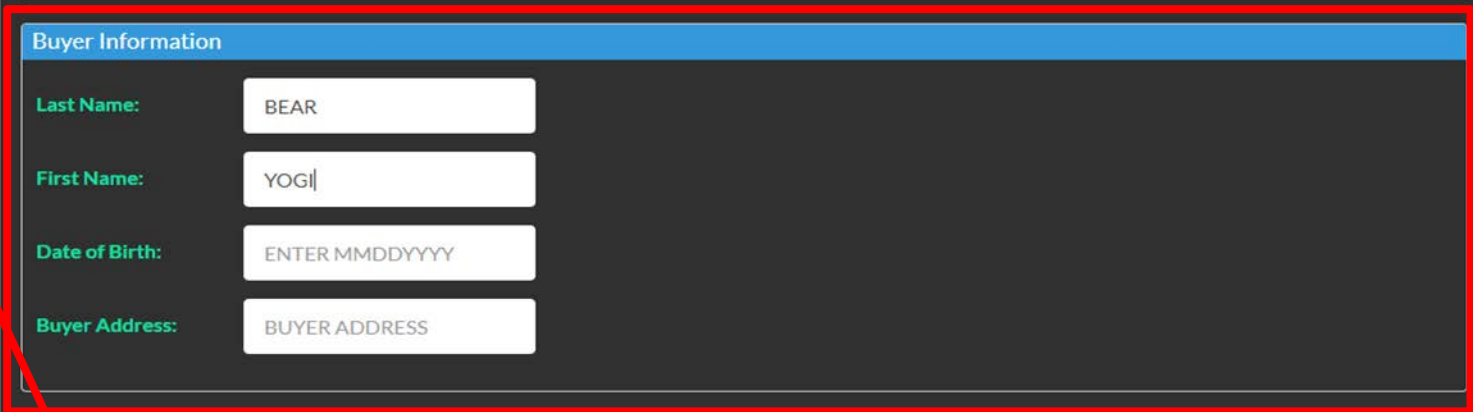 Buyer Information
Last Name: BEAR
First Name: YOGI
Date of Birth: ENTER MMDDYYYY
Buyer Address: BUYER ADDRESS